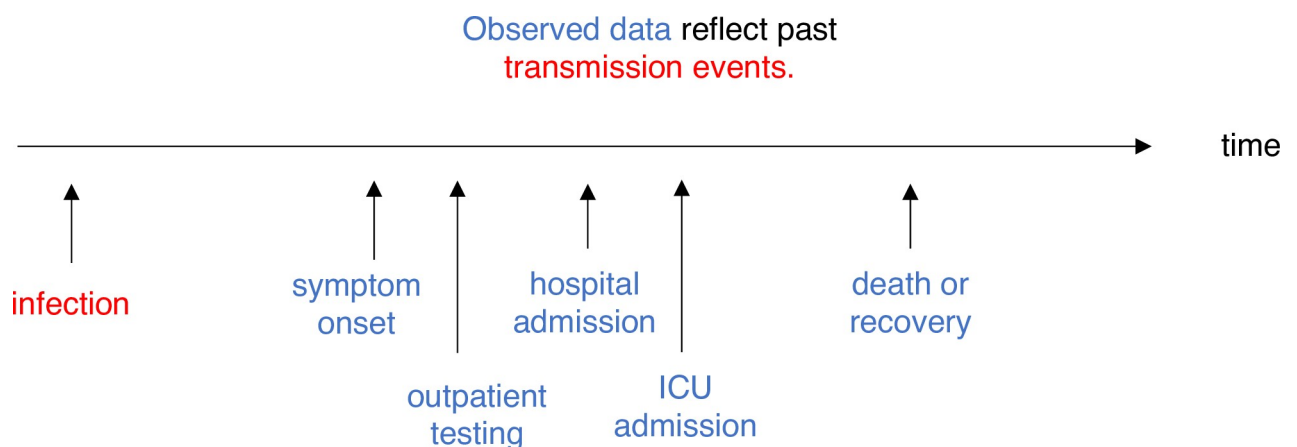 Observed data reflect past
transmission events.
time
infection
symptom
onset
outpatient
testing
hospital
admission
ICU
admission
death or
recovery